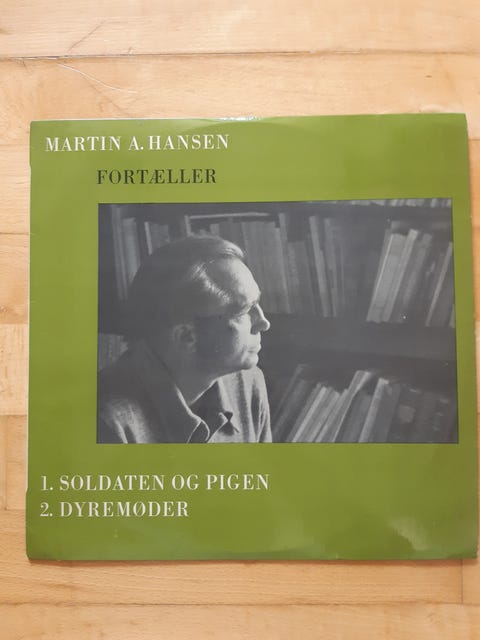 MARTIN A. HANSEN
FORTÆLLER
1. SOLDATEN OG PIGEN
2. DYREMØDER